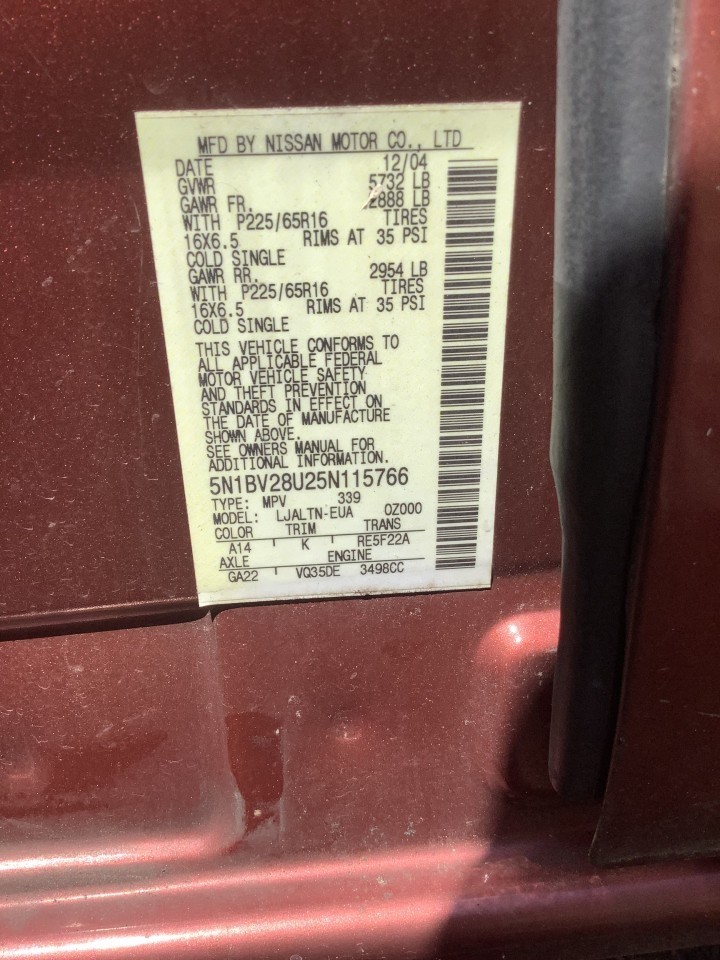 MFD BY NISSAN MOTOR CO., LTD
DATE 12/04
GVWR 5732 LB
GAWR FR. 2888 LB
WITH P225/65R16 TIRES
16X6.5 RIMS AT 35 PSI
COLD SINGLE
GAWR RR. 2954 LB
WITH P225/65R16 TIRES
16X6.5 RIMS AT 35 PSI
COLD SINGLE
THIS VEHICLE CONFORMS TO
ALL APPLICABLE FEDERAL
MOTOR VEHICLE SAFETY
AND THEFT PREVENTION
STANDARDS IN EFFECT ON
THE DATE OF MANUFACTURE
SHOWN ABOVE.
SEE OWNERS MANUAL FOR
ADDITIONAL INFORMATION.
5N1BV28U25N115766
TYPE: MPV 339
MODEL: LJALTN-EUA 0Z000
COLOR TRIM TRANS
A14 K RE5F22A
AXLE ENGINE
GA22 VQ35DE 3498CC